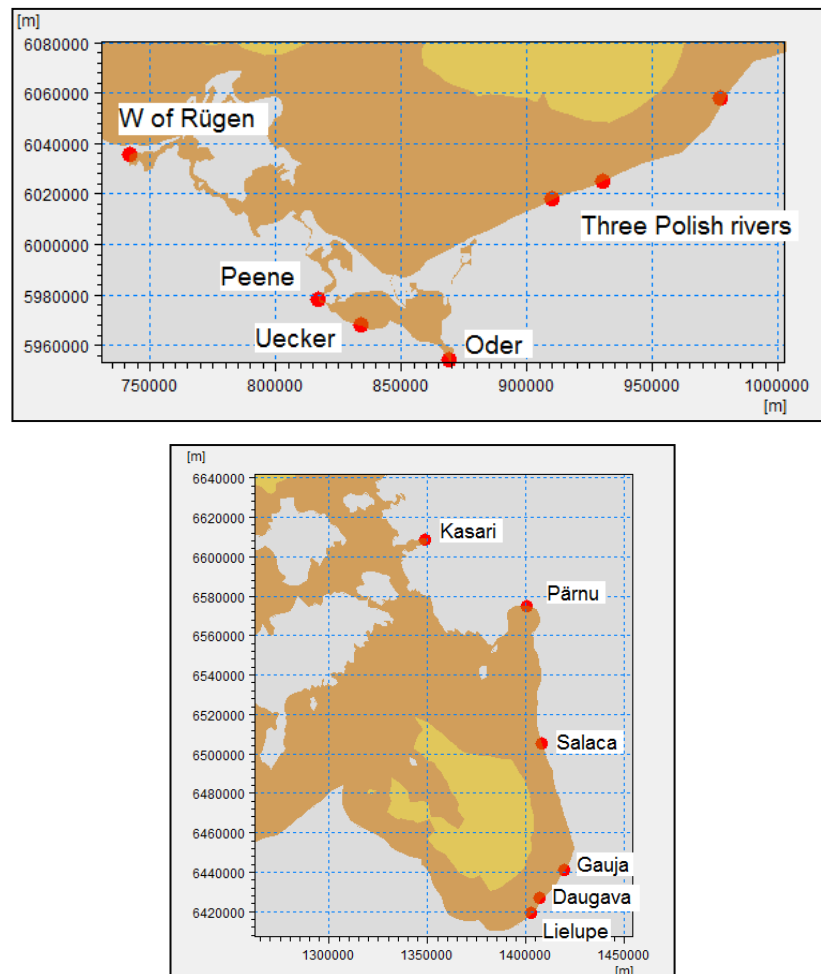 [m]
6080000
6060000
W of Rügen
6040000
6020000
Three Polish rivers
6000000
Peene
5980000
Uecker
Oder
5960000
750000 800000 850000 900000 950000 1000000
[m]
[m]
6640000
6620000
Kasari
6600000
Pärnu
6580000
6560000
6540000
6520000
Salaca
6500000
6480000
6460000
Gauja
6440000
Daugava
6420000
Lielupe
1300000 1350000 1400000 1450000
[m]